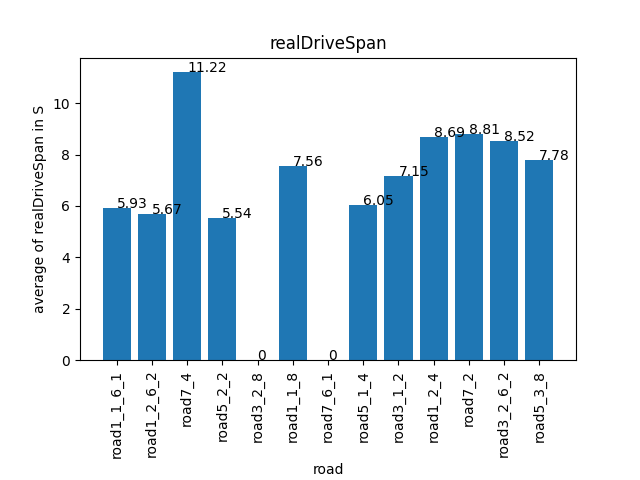 realDriveSpan
average of realDriveSpan in S
10
8
6
4
2
0
5.93
5.67
11.22
5.54
0
7.56
0
6.05
7.15
8.69
8.81
8.52
7.78
road1_1_6_1
road1_2_6_2
road7_4
road5_2_2
road3_2_8
road1_1_8
road7_6_1
road5_1_4
road3_1_2
road1_2_4
road7_2
road3_2_6_2
road5_3_8
road